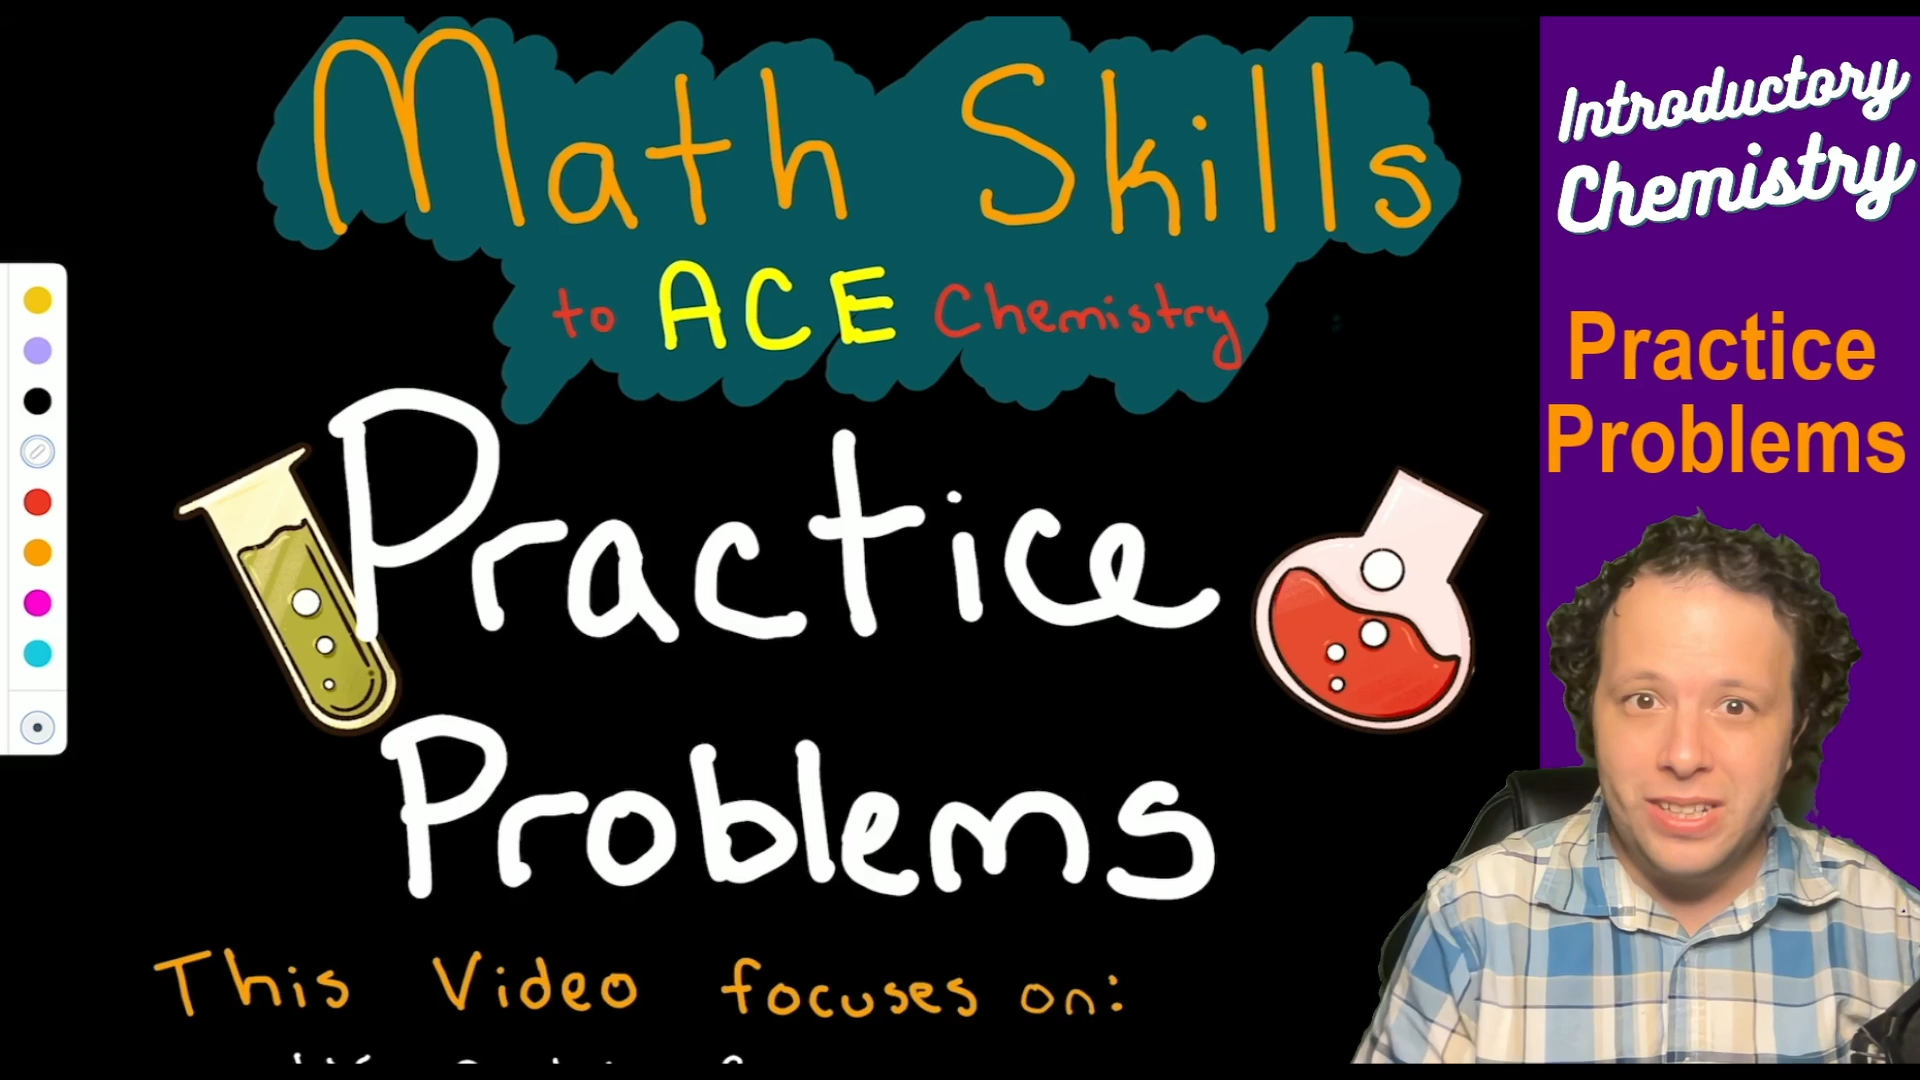 Math Skills
to ACE Chemistry
Practice
Problems
This Video focuses on:
Introductory
Chemistry
Practice
Problems